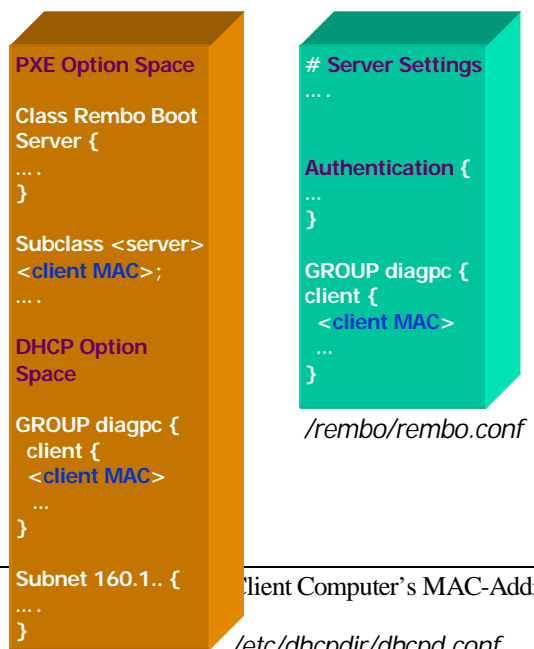 PXE Option Space
Class Rembo Boot
Server {
….
}
Subclass <server>
<client MAC>;
….
DHCP Option
Space
GROUP diagpc {
client {
<client MAC>
…
}
Subnet 160.1.. {
….
}
# Server Settings
….
Authentication {
…
}
GROUP diagpc {
client {
<client MAC>
…
}
/rembo/rembo.conf
Client Computer's MAC-Addr
/etc/dhcpdir/dhcpd.conf